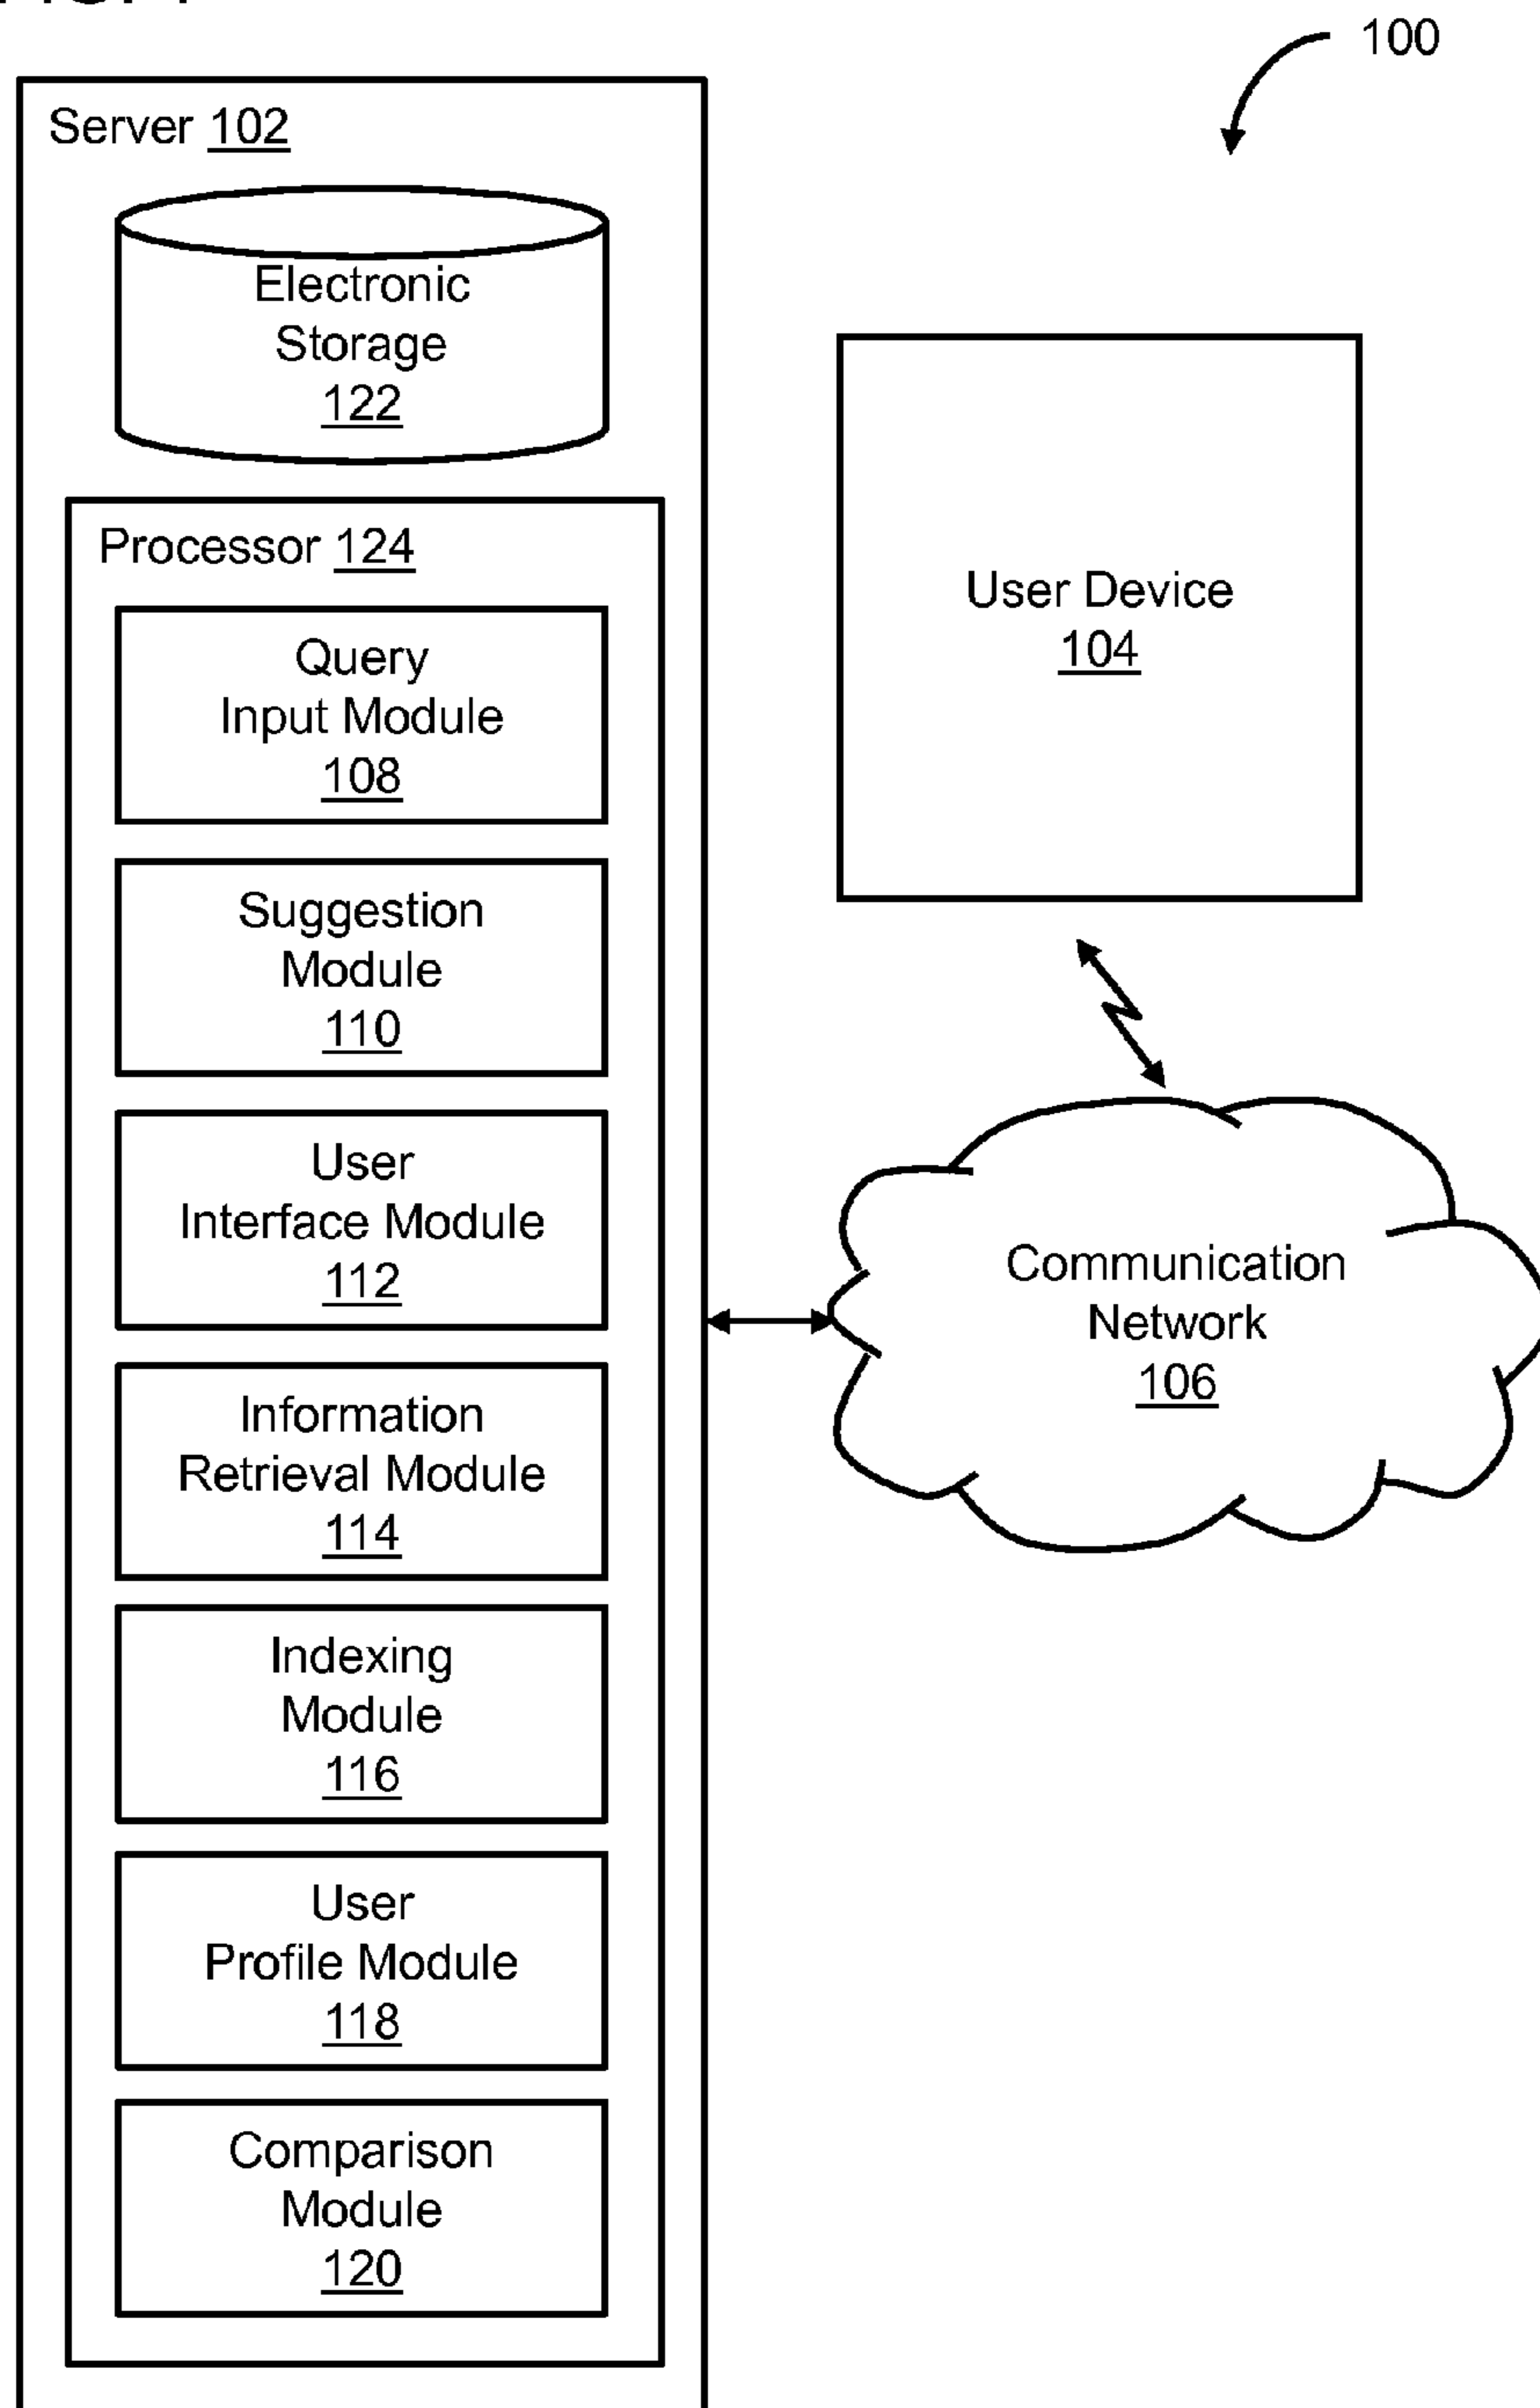 100
Server 102
Electronic
Storage
122
Processor 124
Query
Input Module
108
Suggestion
Module
110
User
Interface Module
112
Information
Retrieval Module
114
Indexing
Module
116
User
Profile Module
118
Comparison
Module
120
User Device
104
Communication
Network
106